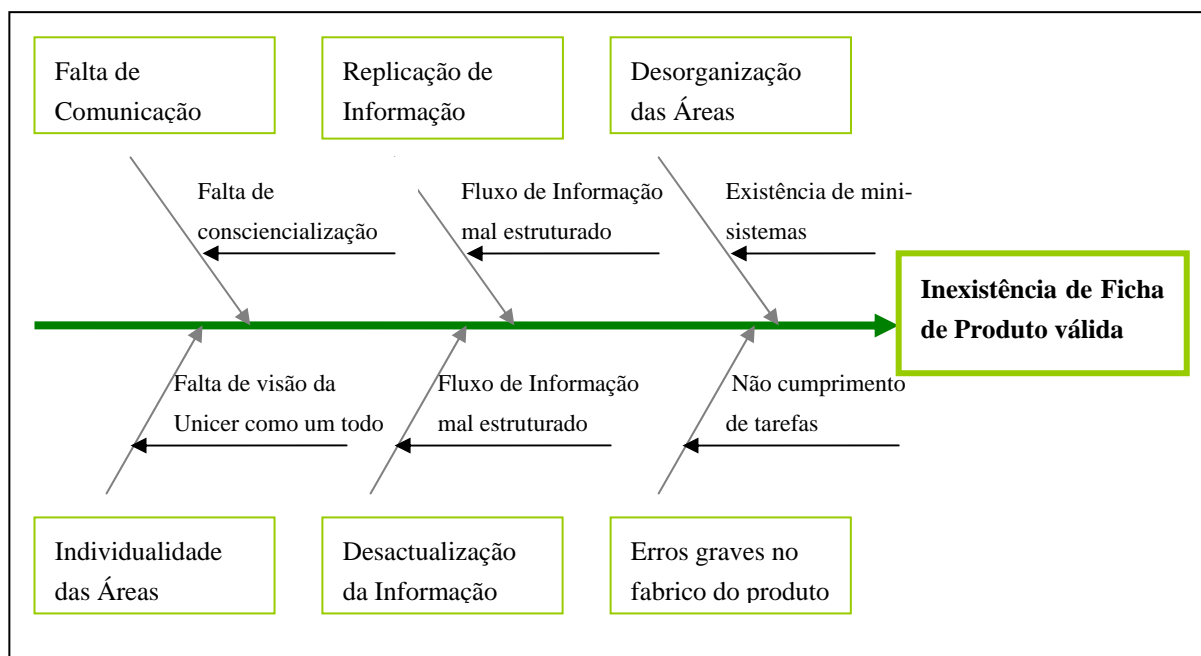 Falta de
Comunicação
Replicação de
Informação
Desorganização
das Áreas
Falta de
consciencialização
Fluxo de Informação
mal estruturado
Existência de mini-
sistemas
Inexistência de Ficha
de Produto válida
Falta de visão da
Unicer como um todo
Fluxo de Informação
mal estruturado
Não cumprimento
de tarefas
Individualidade
das Áreas
Desactualização
da Informação
Erros graves no
fabrico do produto